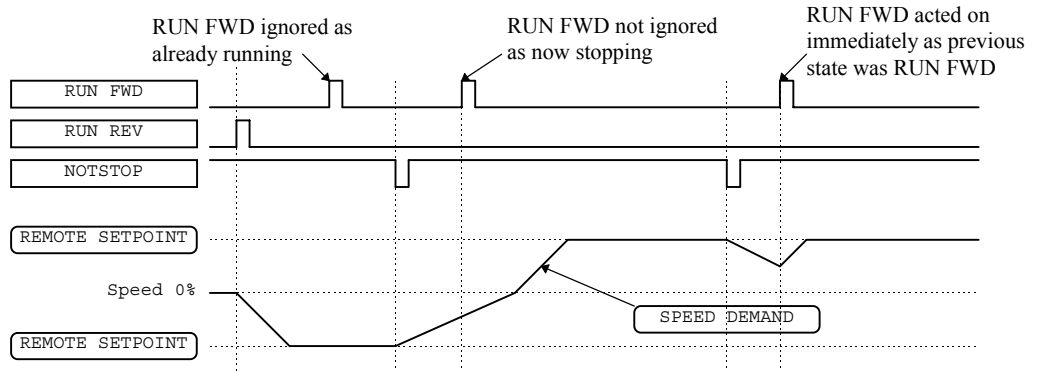 RUN FWD ignored as
already running
RUN FWD not ignored
as now stopping
RUN FWD acted on
immediately as previous
state was RUN FWD
RUN FWD
RUN REV
NOTSTOP
REMOTE SETPOINT
Speed 0%
SPEED DEMAND
REMOTE SETPOINT